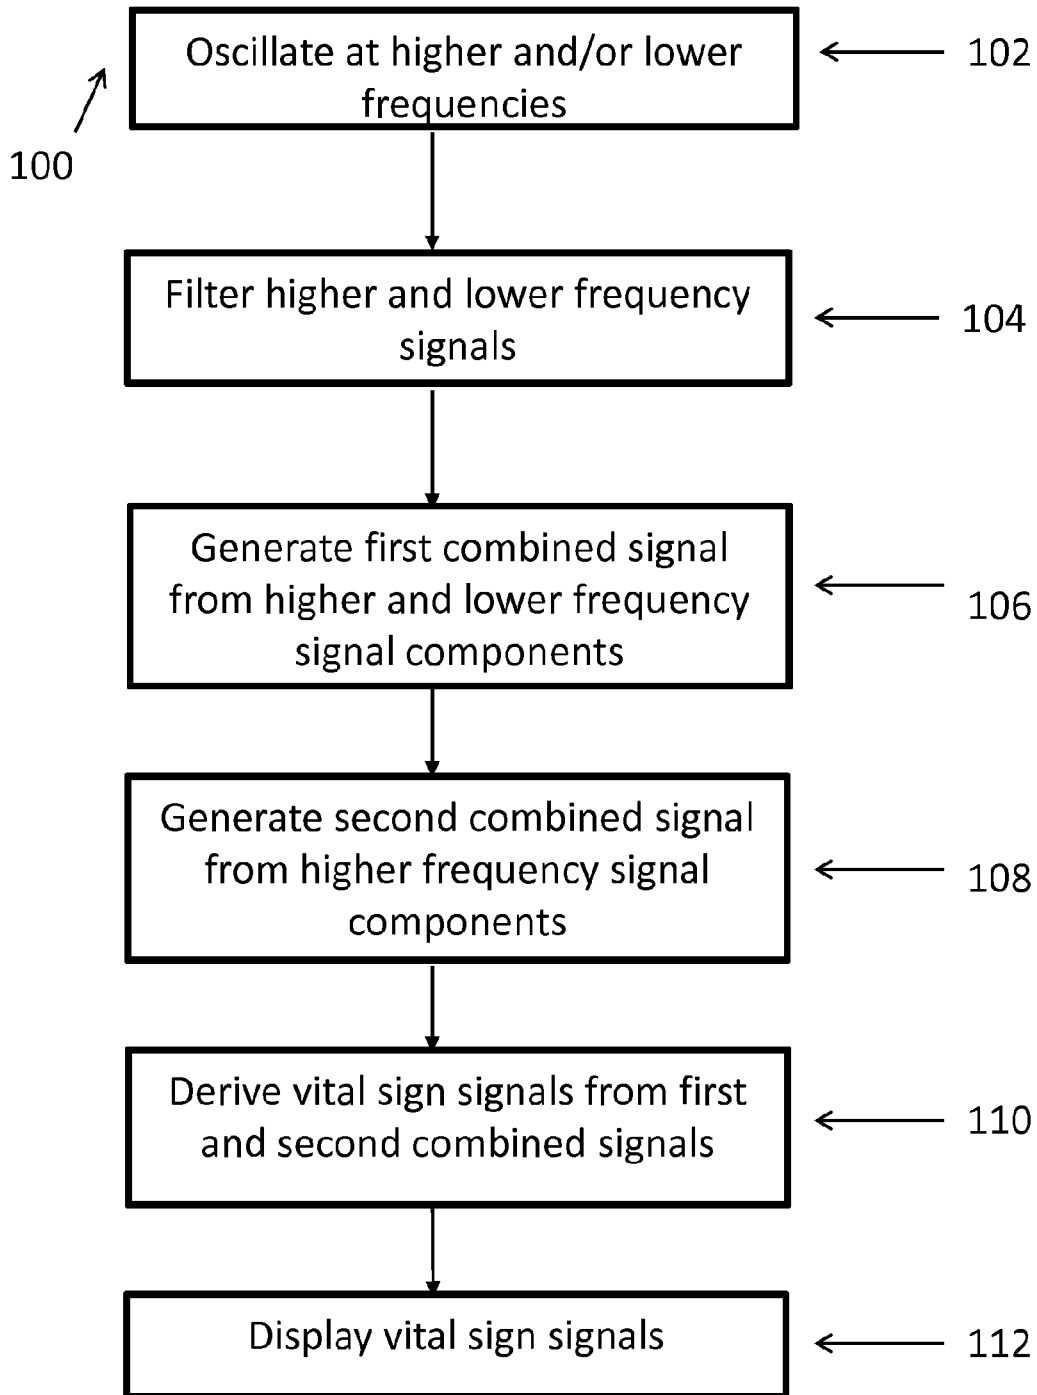 Oscillate at higher and/or lower
frequencies
102
100
Filter higher and lower frequency
signals
104
Generate first combined signal
from higher and lower frequency
signal components
106
Generate second combined signal
from higher frequency signal
components
108
Derive vital sign signals from first
and second combined signals
110
Display vital sign signals
112